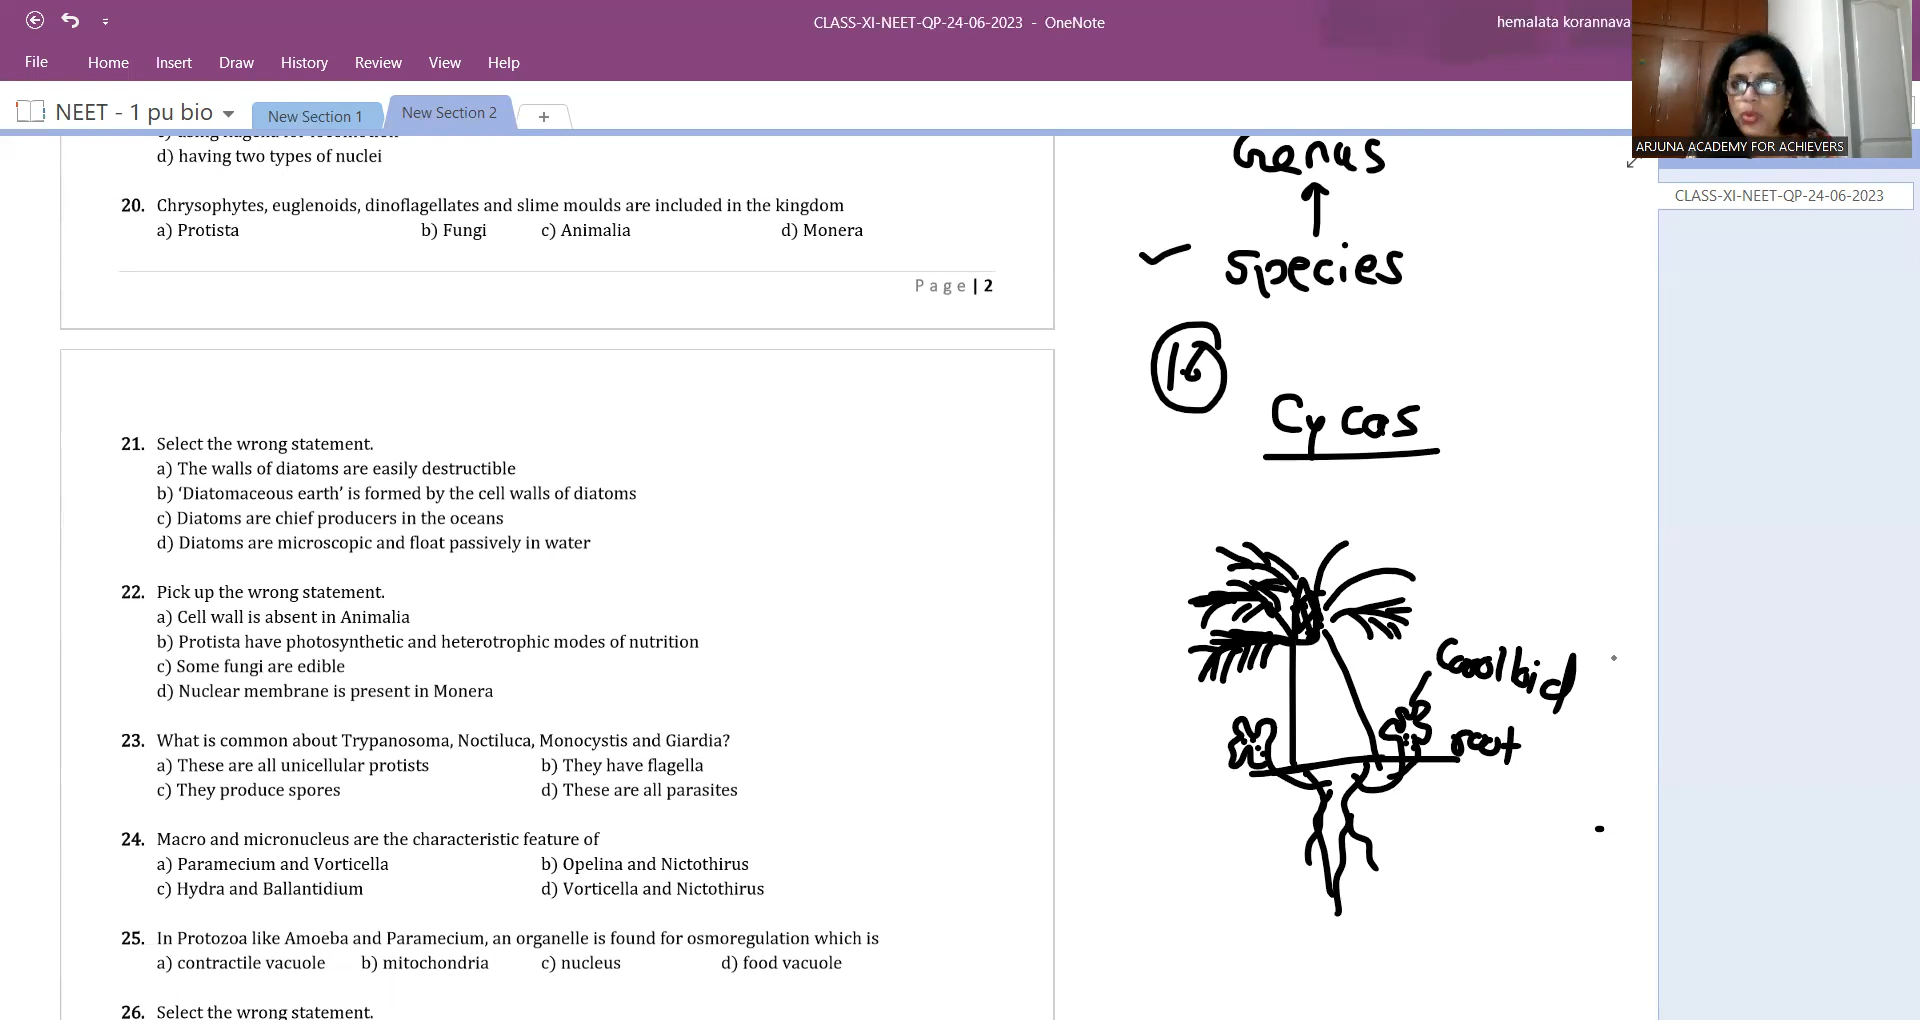 CLASS-XI-NEET-QP-24-06-2023 - OneNote
hemalata korannava
File Home Insert Draw History Review View Help
ARJUNA ACADEMY FOR ACHIEVERS
NEET - 1 pu bio
New Section 1
New Section 2
+
CLASS-XI-NEET-QP-24-06-2023
d) having two types of nuclei
20. Chrysophytes, euglenoids, dinoflagellates and slime moulds are included in the kingdom
a) Protista b) Fungi c) Animalia d) Monera
Page | 2
21. Select the wrong statement.
a) The walls of diatoms are easily destructible
b) ‘Diatomaceous earth’ is formed by the cell walls of diatoms
c) Diatoms are chief producers in the oceans
d) Diatoms are microscopic and float passively in water
22. Pick up the wrong statement.
a) Cell wall is absent in Animalia
b) Protista have photosynthetic and heterotrophic modes of nutrition
c) Some fungi are edible
d) Nuclear membrane is present in Monera
23. What is common about Trypanosoma, Noctiluca, Monocystis and Giardia?
a) These are all unicellular protists b) They have flagella
c) They produce spores d) These are all parasites
24. Macro and micronucleus are the characteristic feature of
a) Paramecium and Vorticella b) Opelina and Nictothirus
c) Hydra and Ballantidium d) Vorticella and Nictothirus
25. In Protozoa like Amoeba and Paramecium, an organelle is found for osmoregulation which is
a) contractile vacuole b) mitochondria c) nucleus d) food vacuole
26. Select the wrong statement.
Genus
Species
16
Cycas
root